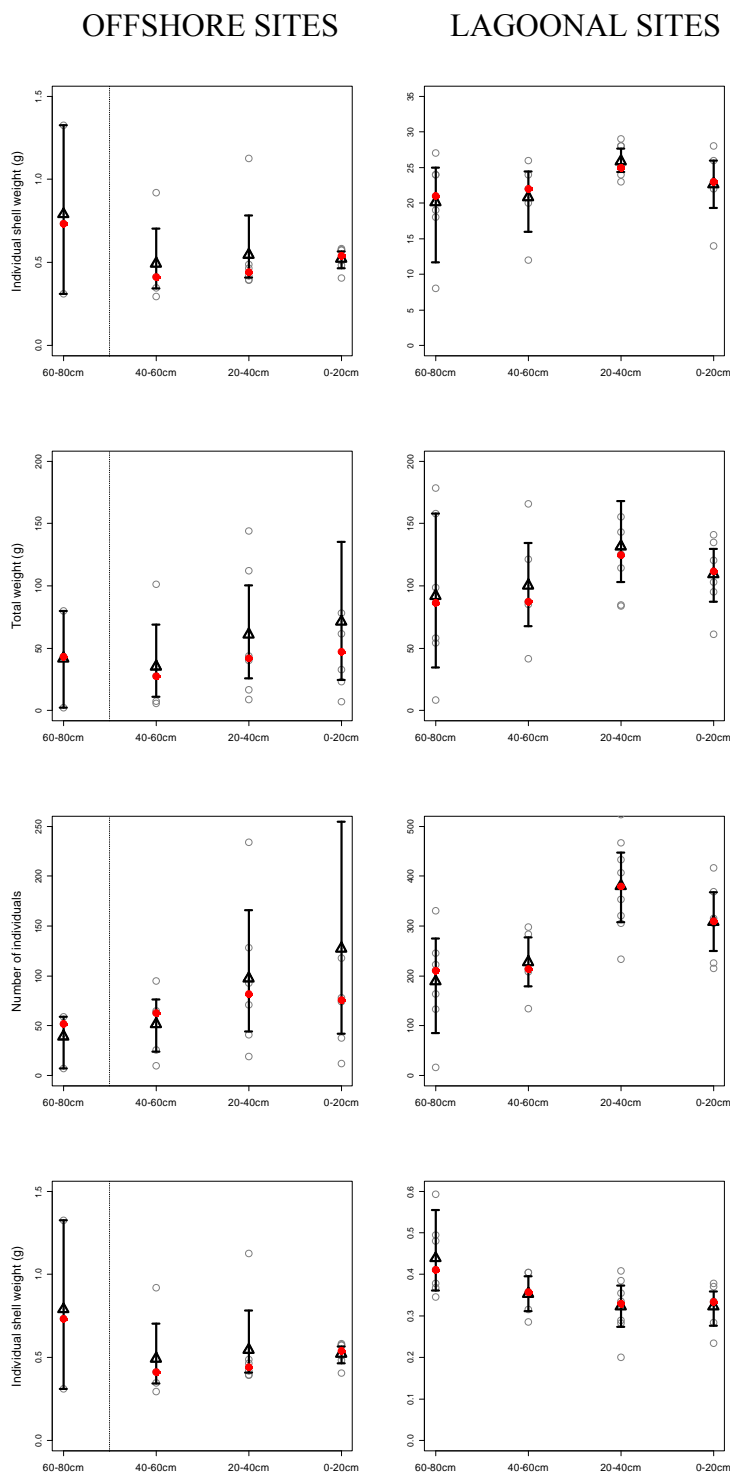 OFFSHORE SITES LAGOONAL SITES
Individual shell weight (g)
0.0 0.5 1.0 1.5
60-80cm 40-60cm 20-40cm 0-20cm
0 5 10 15 20 25 30 35
60-80cm 40-60cm 20-40cm 0-20cm
Total weight (g)
0 50 100 150 200
60-80cm 40-60cm 20-40cm 0-20cm
0 50 100 150 200
60-80cm 40-60cm 20-40cm 0-20cm
Number of individuals
0 50 100 150 200 250
60-80cm 40-60cm 20-40cm 0-20cm
0 100 200 300 400 500
60-80cm 40-60cm 20-40cm 0-20cm
Individual shell weight (g)
0.0 0.5 1.0 1.5
60-80cm 40-60cm 20-40cm 0-20cm
0.0 0.1 0.2 0.3 0.4 0.5 0.6
60-80cm 40-60cm 20-40cm 0-20cm